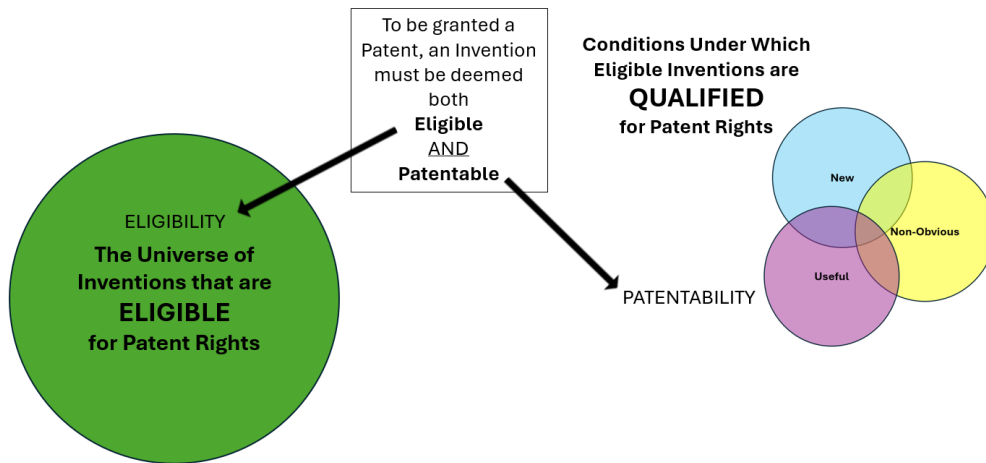 To be granted a
Patent, an Invention
must be deemed
both
Eligible
AND
Patentable
Conditions Under Which
Eligible Inventions are
QUALIFIED
for Patent Rights
ELIGIBILITY
The Universe of
Inventions that are
ELIGIBLE
for Patent Rights
PATENTABILITY
New
Non-Obvious
Useful